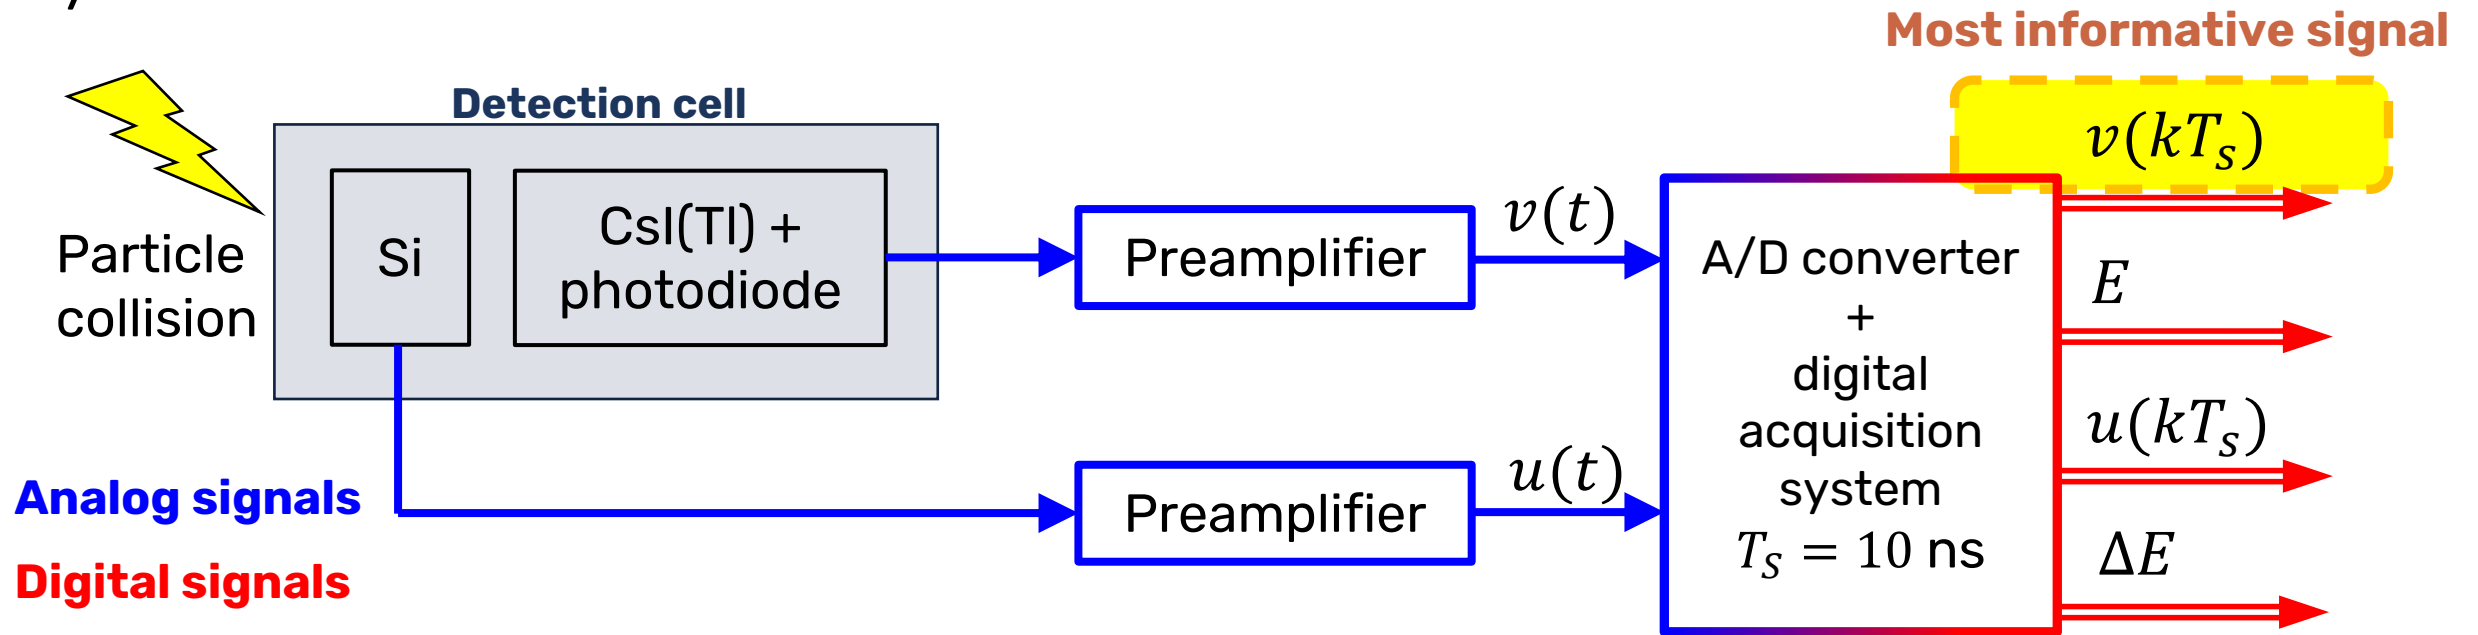 Most informative signal
Detection cell
v(kTₛ)
Particle
collision
Si
CsI(Tl) +
photodiode
Preamplifier
v(t)
A/D converter
+
digital
acquisition
system
Tₛ = 10 ns
E
u(kTₛ)
ΔE
Preamplifier
u(t)
Analog signals
Digital signals